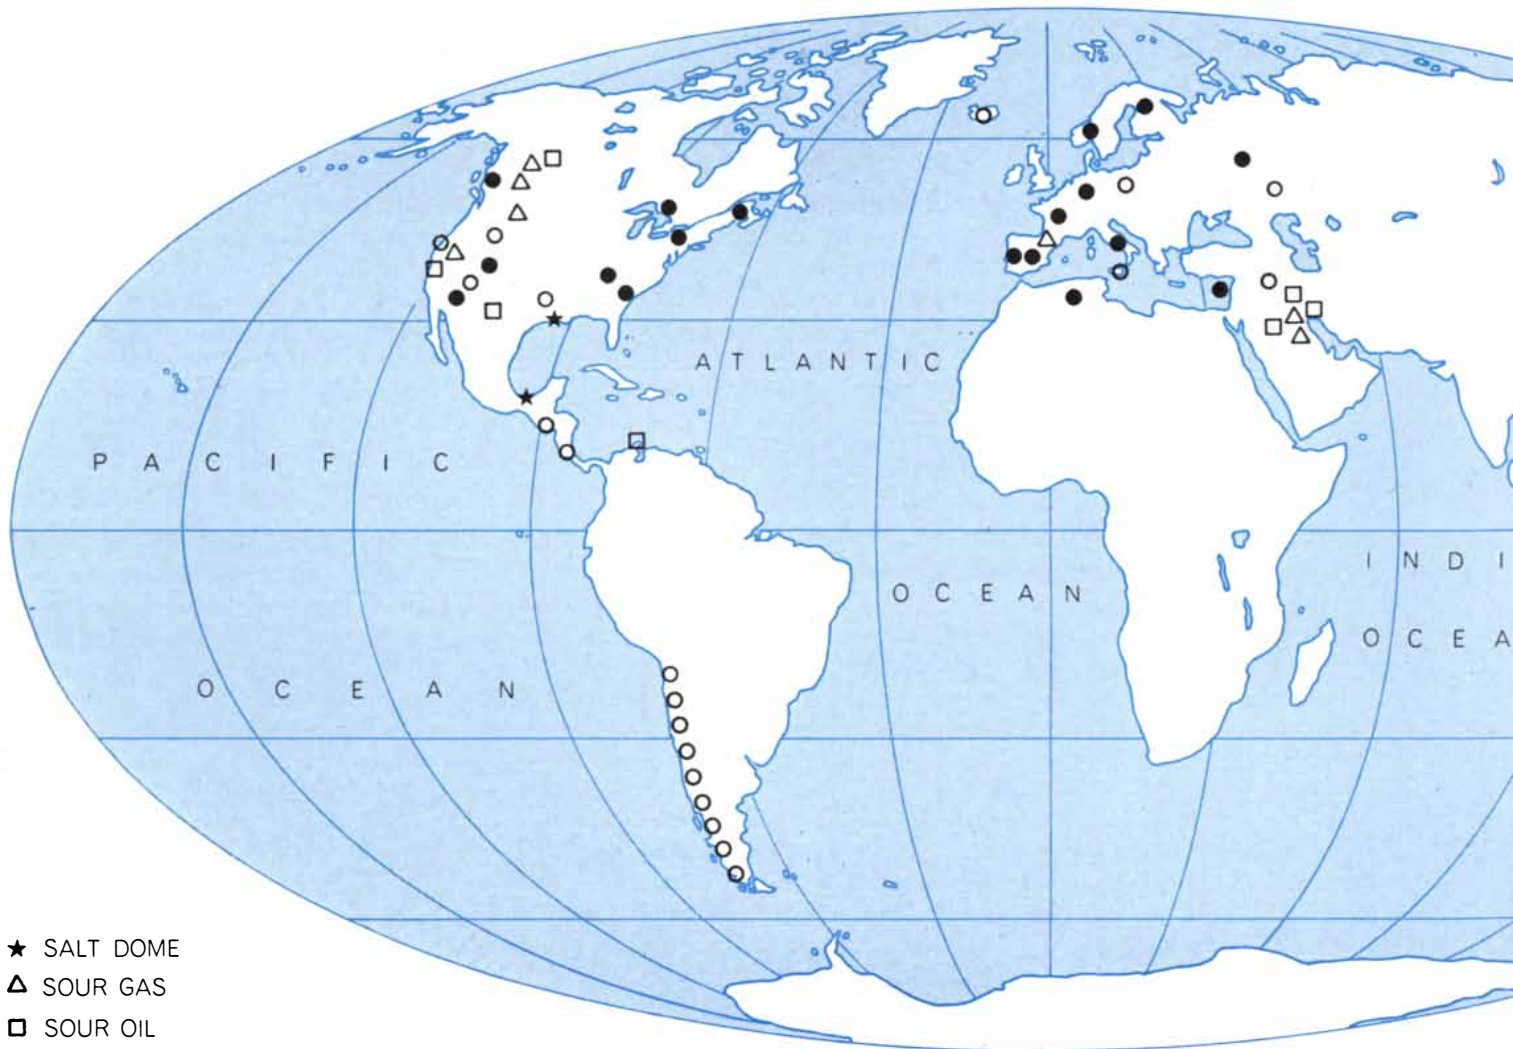 ATLANTIC
PACIFIC
INDI
OCEAN
OCEA
OCEAN
★ SALT DOME
△ SOUR GAS
□ SOUR OIL